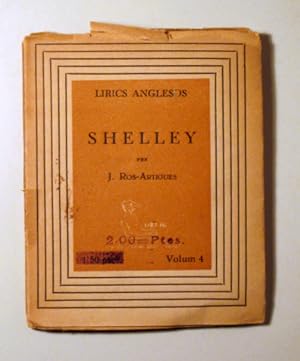 LIRICS ANGLESOS
SHELLEY
PER
J. ROS-ARTIGUES
2.00 Ptes.
Volum 4